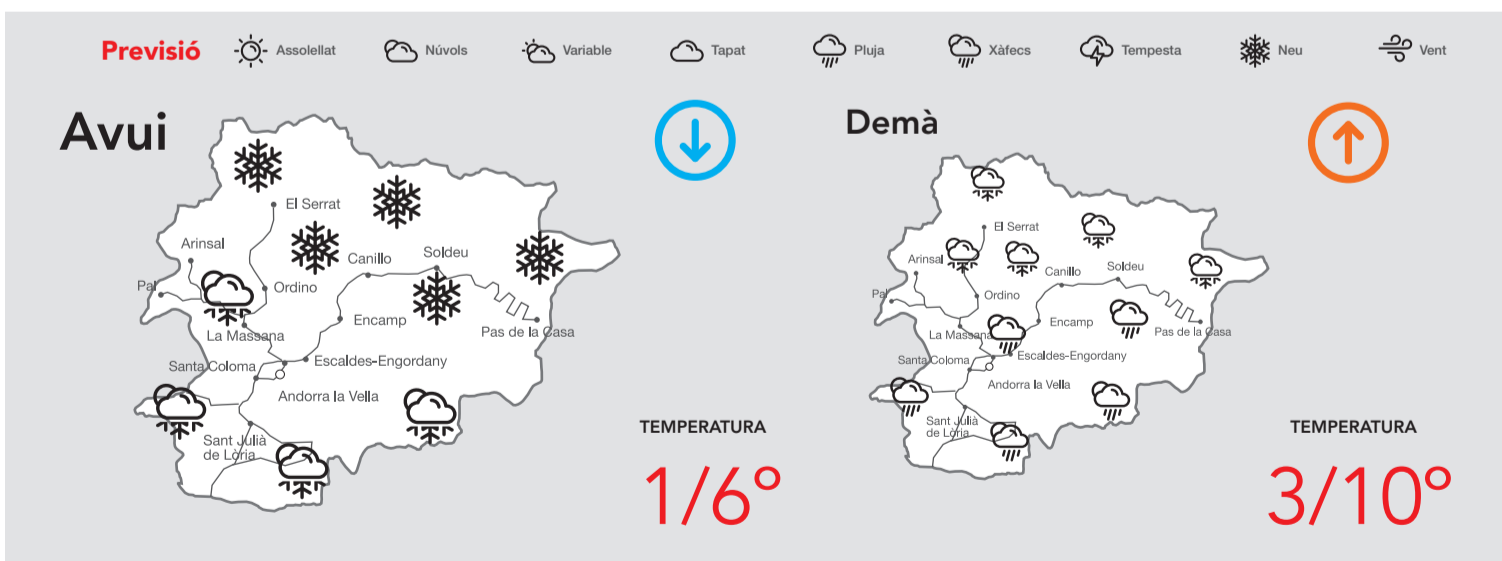 Previsió
Assolellat
Núvols
Variable
Tapat
Pluja
Xàfecs
Tempesta
Neu
Vent
Avui
El Serrat
Arinsal
Canillo
Soldeu
Pal
Ordino
Encamp
La Massana
Pas de la Casa
Santa Coloma
Escaldes-Engordany
Andorra la Vella
Sant Julià
de Lòria
TEMPERATURA
1/6°
Demà
El Serrat
Arinsal
Canillo
Soldeu
Pal
Ordino
Encamp
La Massana
Pas de la Casa
Santa Coloma
Escaldes-Engordany
Andorra la Vella
Sant Julià
de Lòria
TEMPERATURA
3/10°